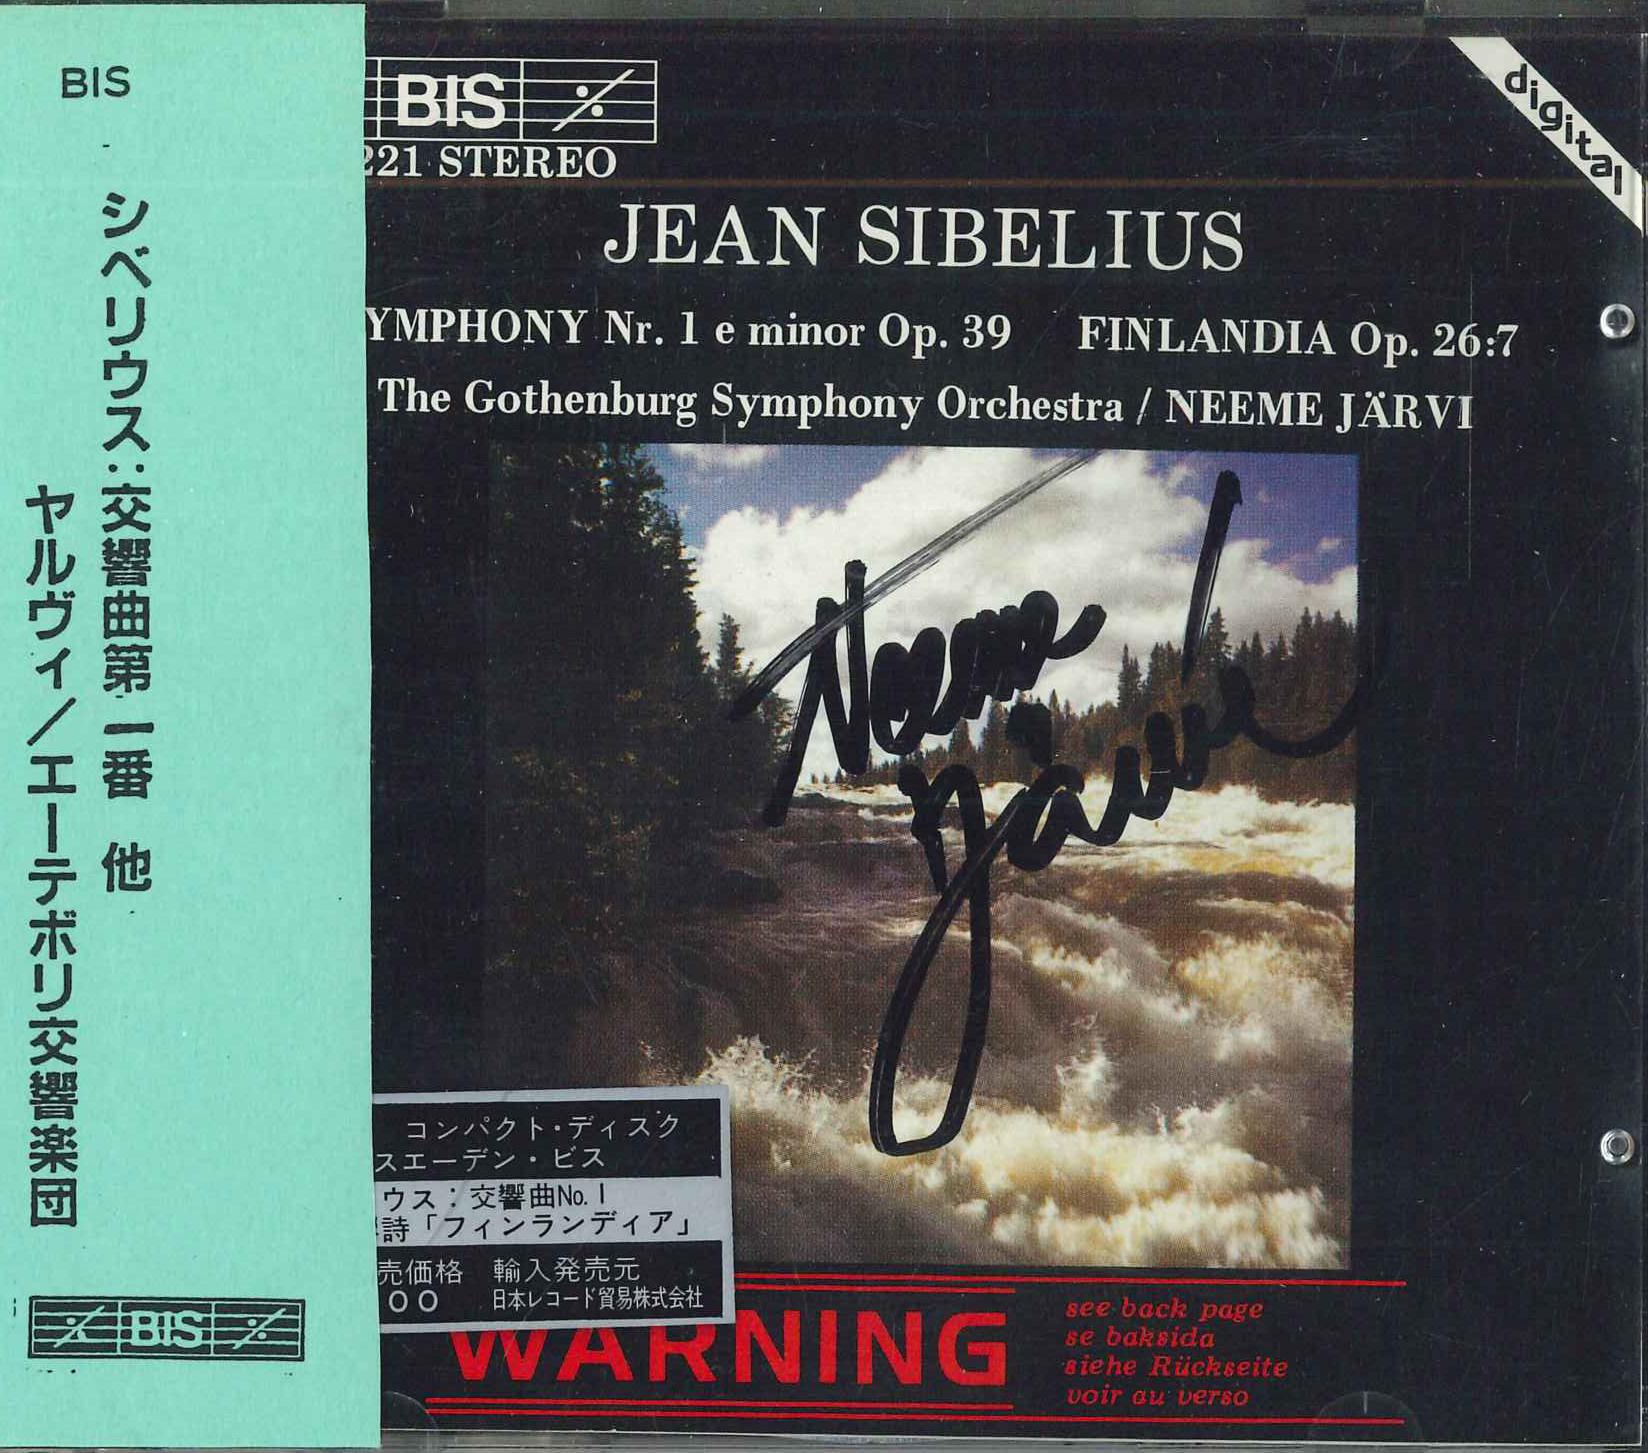 BIS
シベリウス:交響曲第一番 他
ヤルヴィ/エーテボリ交響楽団
BIS
BIS
221 STEREO
digital
JEAN SIBELIUS
YMPHONY Nr. 1 e minor Op. 39 FINLANDIA Op. 26:7
The Gothenburg Symphony Orchestra / NEEME JÄRVI
Neeme
Järvi
コンパクト・ディスク
スエーデン・ビス
ウス:交響曲No.1
詩「フィンランディア」
売価格 輸入発売元
00 日本レコード貿易株式会社
WARNING
see back page
se baksida
siehe Rückseite
voir au verso